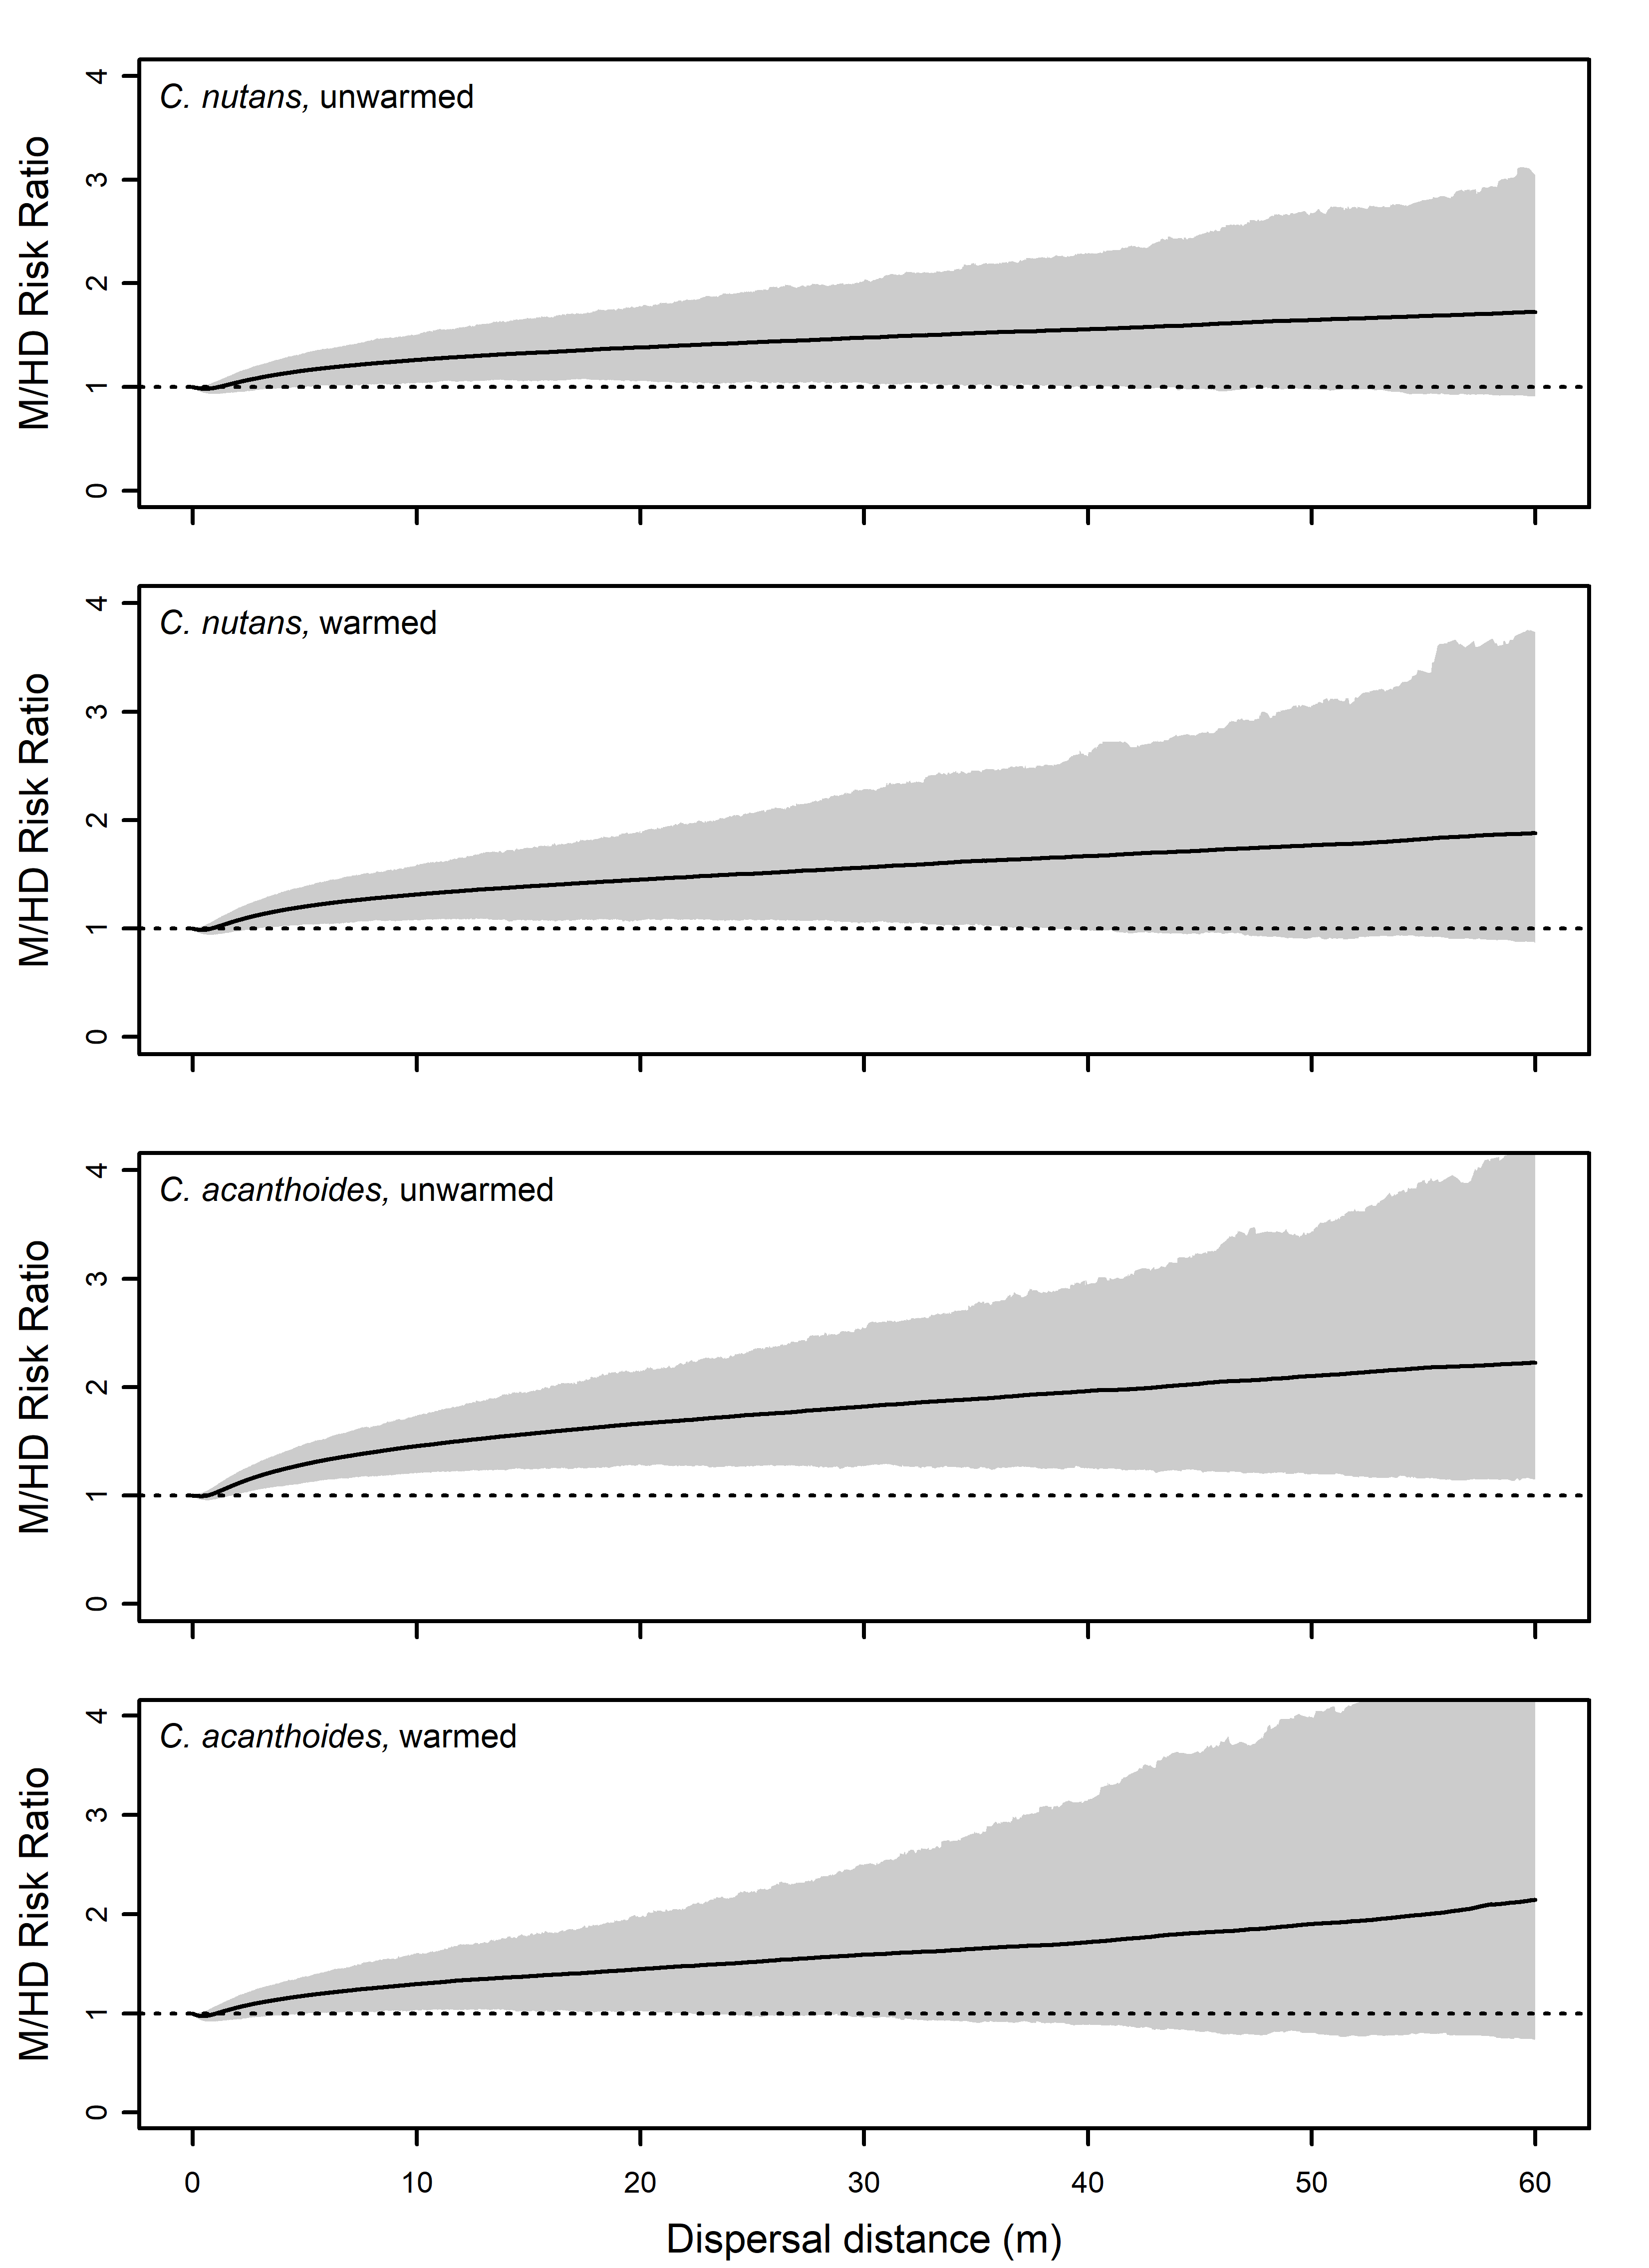 C. nutans, unwarmed
M/HD Risk Ratio
4
3
2
1
0
C. nutans, warmed
M/HD Risk Ratio
4
3
2
1
0
C. acanthoides, unwarmed
M/HD Risk Ratio
4
3
2
1
0
C. acanthoides, warmed
M/HD Risk Ratio
4
3
2
1
0
0 10 20 30 40 50 60
Dispersal distance (m)